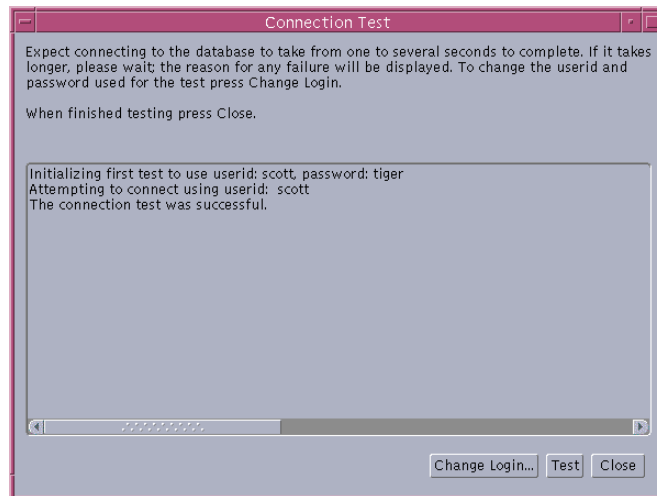 Connection Test
Expect connecting to the database to take from one to several seconds to complete. If it takes
longer, please wait; the reason for any failure will be displayed. To change the userid and
password used for the test press Change Login.
When finished testing press Close.
Initializing first test to use userid: scott, password: tiger
Attempting to connect using userid:  scott
The connection test was successful.
Change Login... Test Close